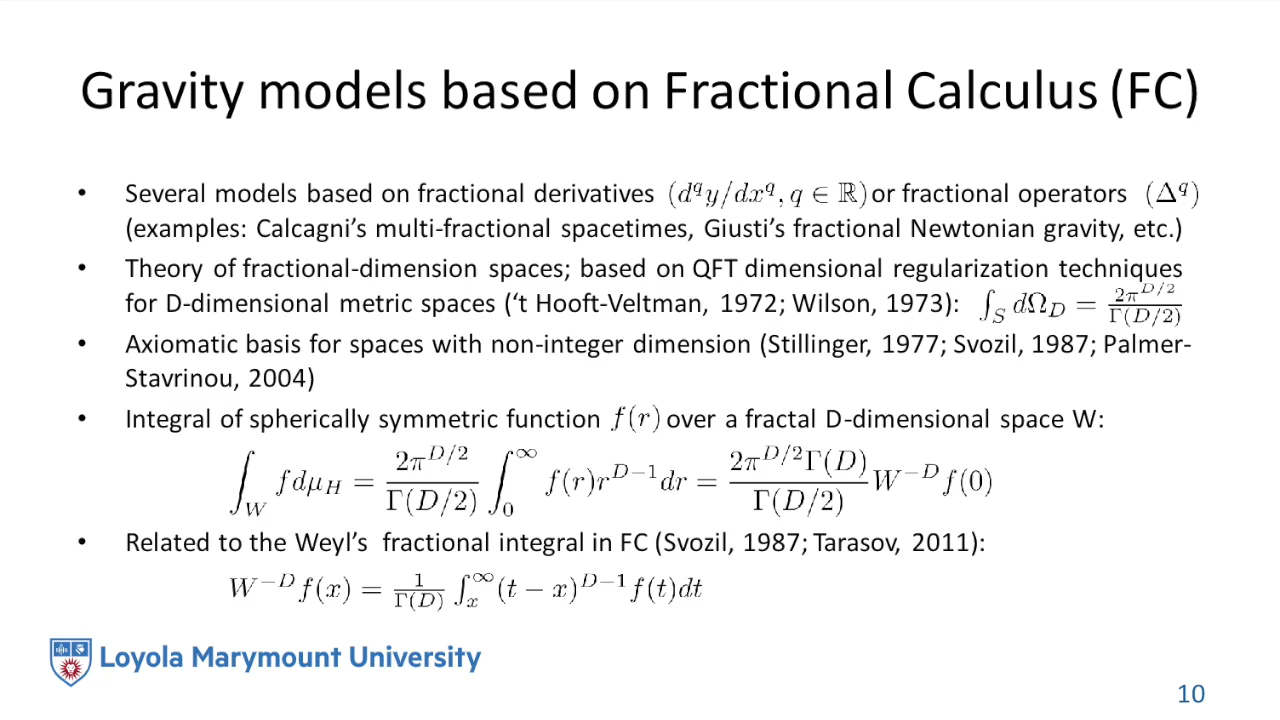 Gravity models based on Fractional Calculus (FC)
• Several models based on fractional derivatives (d^q y/dx^q, q ∈ ℝ) or fractional operators (Δ^q)
(examples: Calcagni's multi-fractional spacetimes, Giusti's fractional Newtonian gravity, etc.)
• Theory of fractional-dimension spaces; based on QFT dimensional regularization techniques
for D-dimensional metric spaces ('t Hooft-Veltman, 1972; Wilson, 1973): ∫_S dΩ_D = 2π^{D/2}/Γ(D/2)
• Axiomatic basis for spaces with non-integer dimension (Stillinger, 1977; Svozil, 1987; Palmer-
Stavrinou, 2004)
• Integral of spherically symmetric function f(r) over a fractal D-dimensional space W:
∫_W f dμ_H = 2π^{D/2}/Γ(D/2) ∫_0^∞ f(r)r^{D−1}dr = 2π^{D/2}Γ(D)/Γ(D/2) W^{−D} f(0)
• Related to the Weyl's fractional integral in FC (Svozil, 1987; Tarasov, 2011):
W^{−D} f(x) = 1/Γ(D) ∫_x^∞ (t − x)^{D−1} f(t)dt
Loyola Marymount University
10